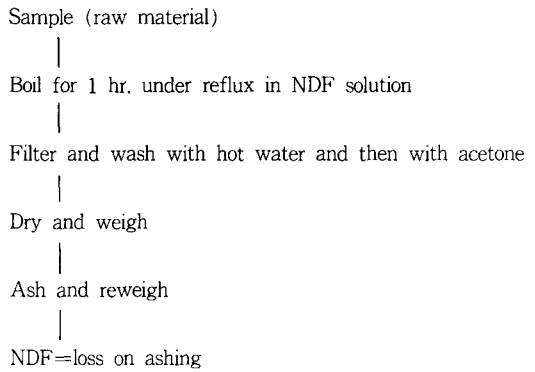 Sample (raw material)
Boil for 1 hr. under reflux in NDF solution
Filter and wash with hot water and then with acetone
Dry and weigh
Ash and reweigh
NDF=loss on ashing